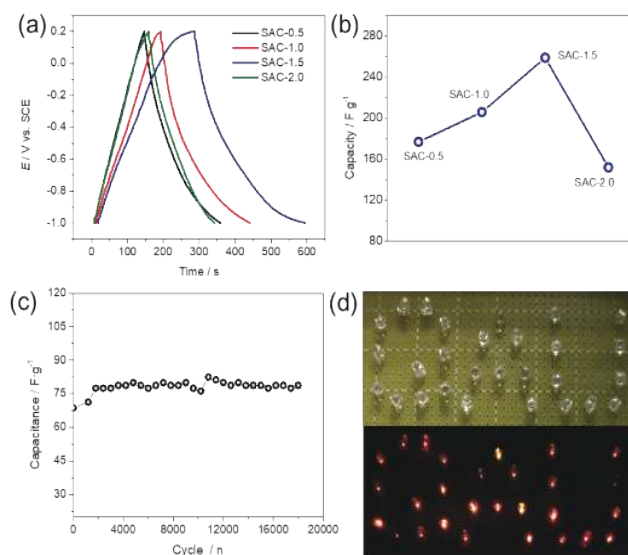 (a)
0.2
0.0
-0.2
-0.4
-0.6
-0.8
-1.0
E / V vs. SCE
SAC-0.5
SAC-1.0
SAC-1.5
SAC-2.0
0 100 200 300 400 500 600
Time / s
(b)
280
240
200
160
120
80
Capacity / F g⁻¹
SAC-1.5
SAC-1.0
SAC-0.5
SAC-2.0
(c)
120
105
90
75
60
45
30
Capacitance / F·g⁻¹
0 4000 8000 12000 16000 20000
Cycle / n
(d)